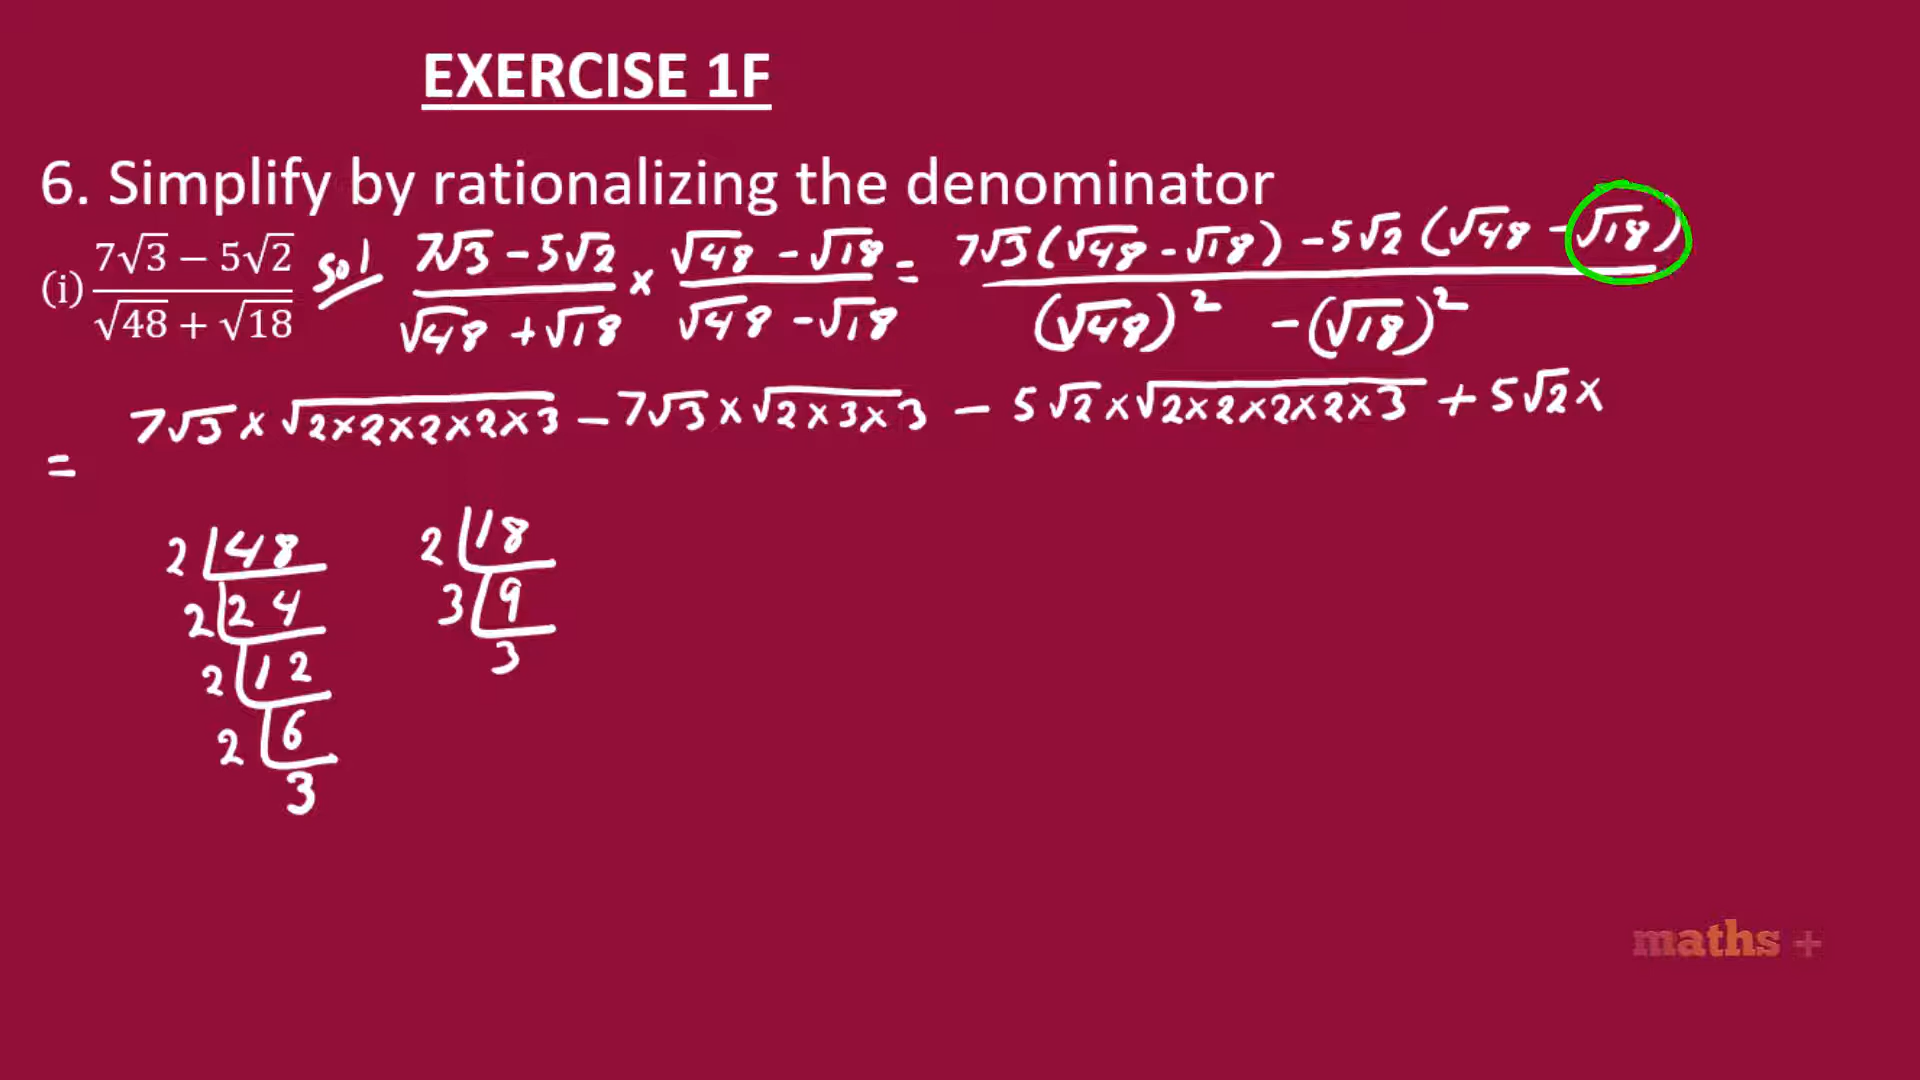 EXERCISE 1F
6. Simplify by rationalizing the denominator
(i) (7√3 − 5√2)/(√48 + √18) Sol (7√3 − 5√2)/(√48 + √18) × (√48 − √18)/(√48 − √18) = (7√3(√48 − √18) − 5√2(√48 − √18))/((√48)² − (√18)²)
= 7√3 × √2×2×2×2×3 − 7√3 × √2×3×3 − 5√2 × √2×2×2×2×3 + 5√2 ×
2 48
2 24
2 12
2 6
3
2 18
3 9
3
maths +